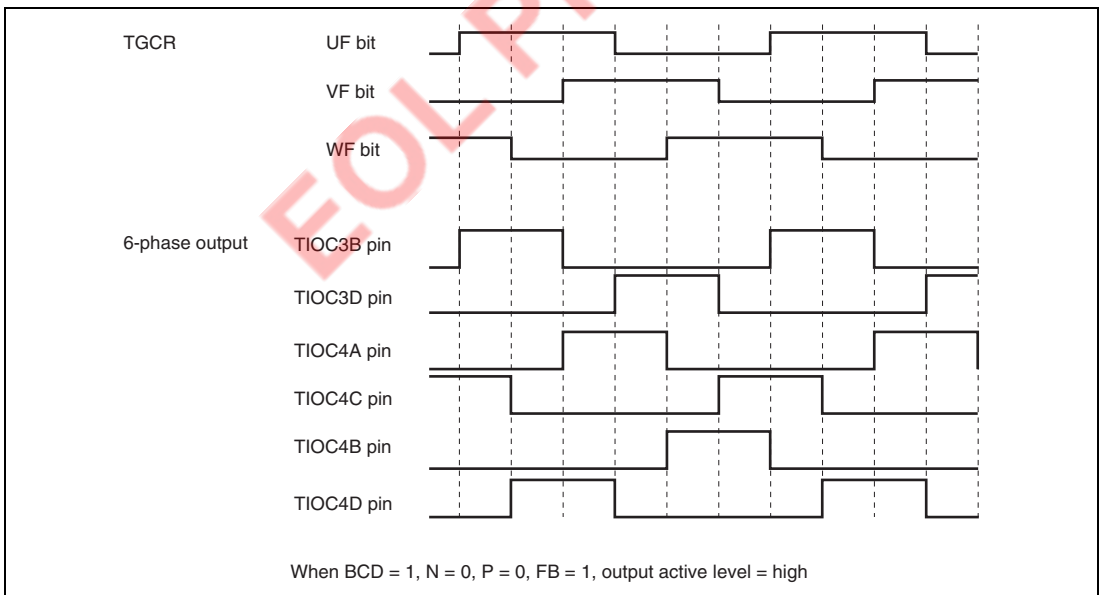 TGCR UF bit
VF bit
WF bit
6-phase output TIOC3B pin
TIOC3D pin
TIOC4A pin
TIOC4C pin
TIOC4B pin
TIOC4D pin
When BCD = 1, N = 0, P = 0, FB = 1, output active level = high
EOL P